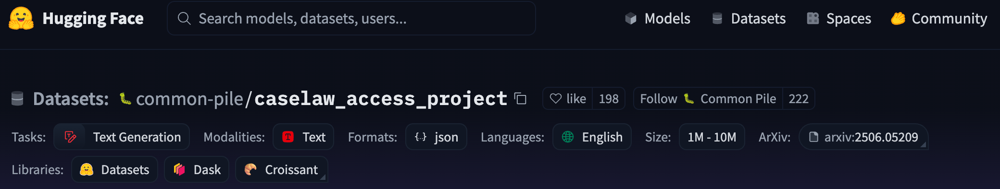 Hugging Face Search models, datasets, users... Models Datasets Spaces Community
Datasets: common-pile/caselaw_access_project like 198 Follow Common Pile 222
Tasks: Text Generation Modalities: Text Formats: json Languages: English Size: 1M - 10M ArXiv: arxiv:2506.05209
Libraries: Datasets Dask Croissant